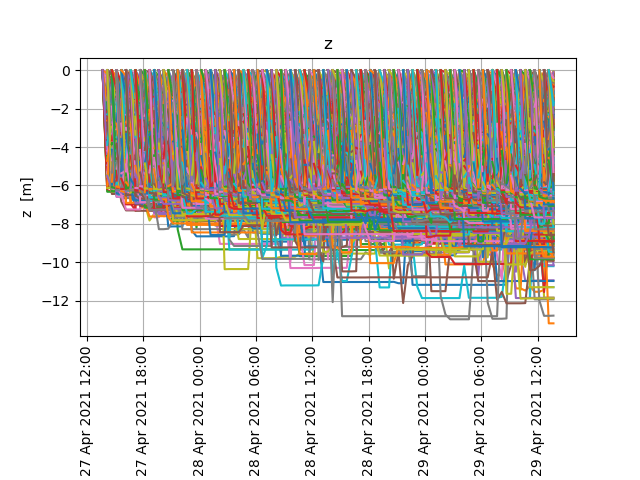 z
0
−2
−4
−6
−8
−10
−12
z [m]
27 Apr 2021 12:00
27 Apr 2021 18:00
28 Apr 2021 00:00
28 Apr 2021 06:00
28 Apr 2021 12:00
28 Apr 2021 18:00
29 Apr 2021 00:00
29 Apr 2021 06:00
29 Apr 2021 12:00